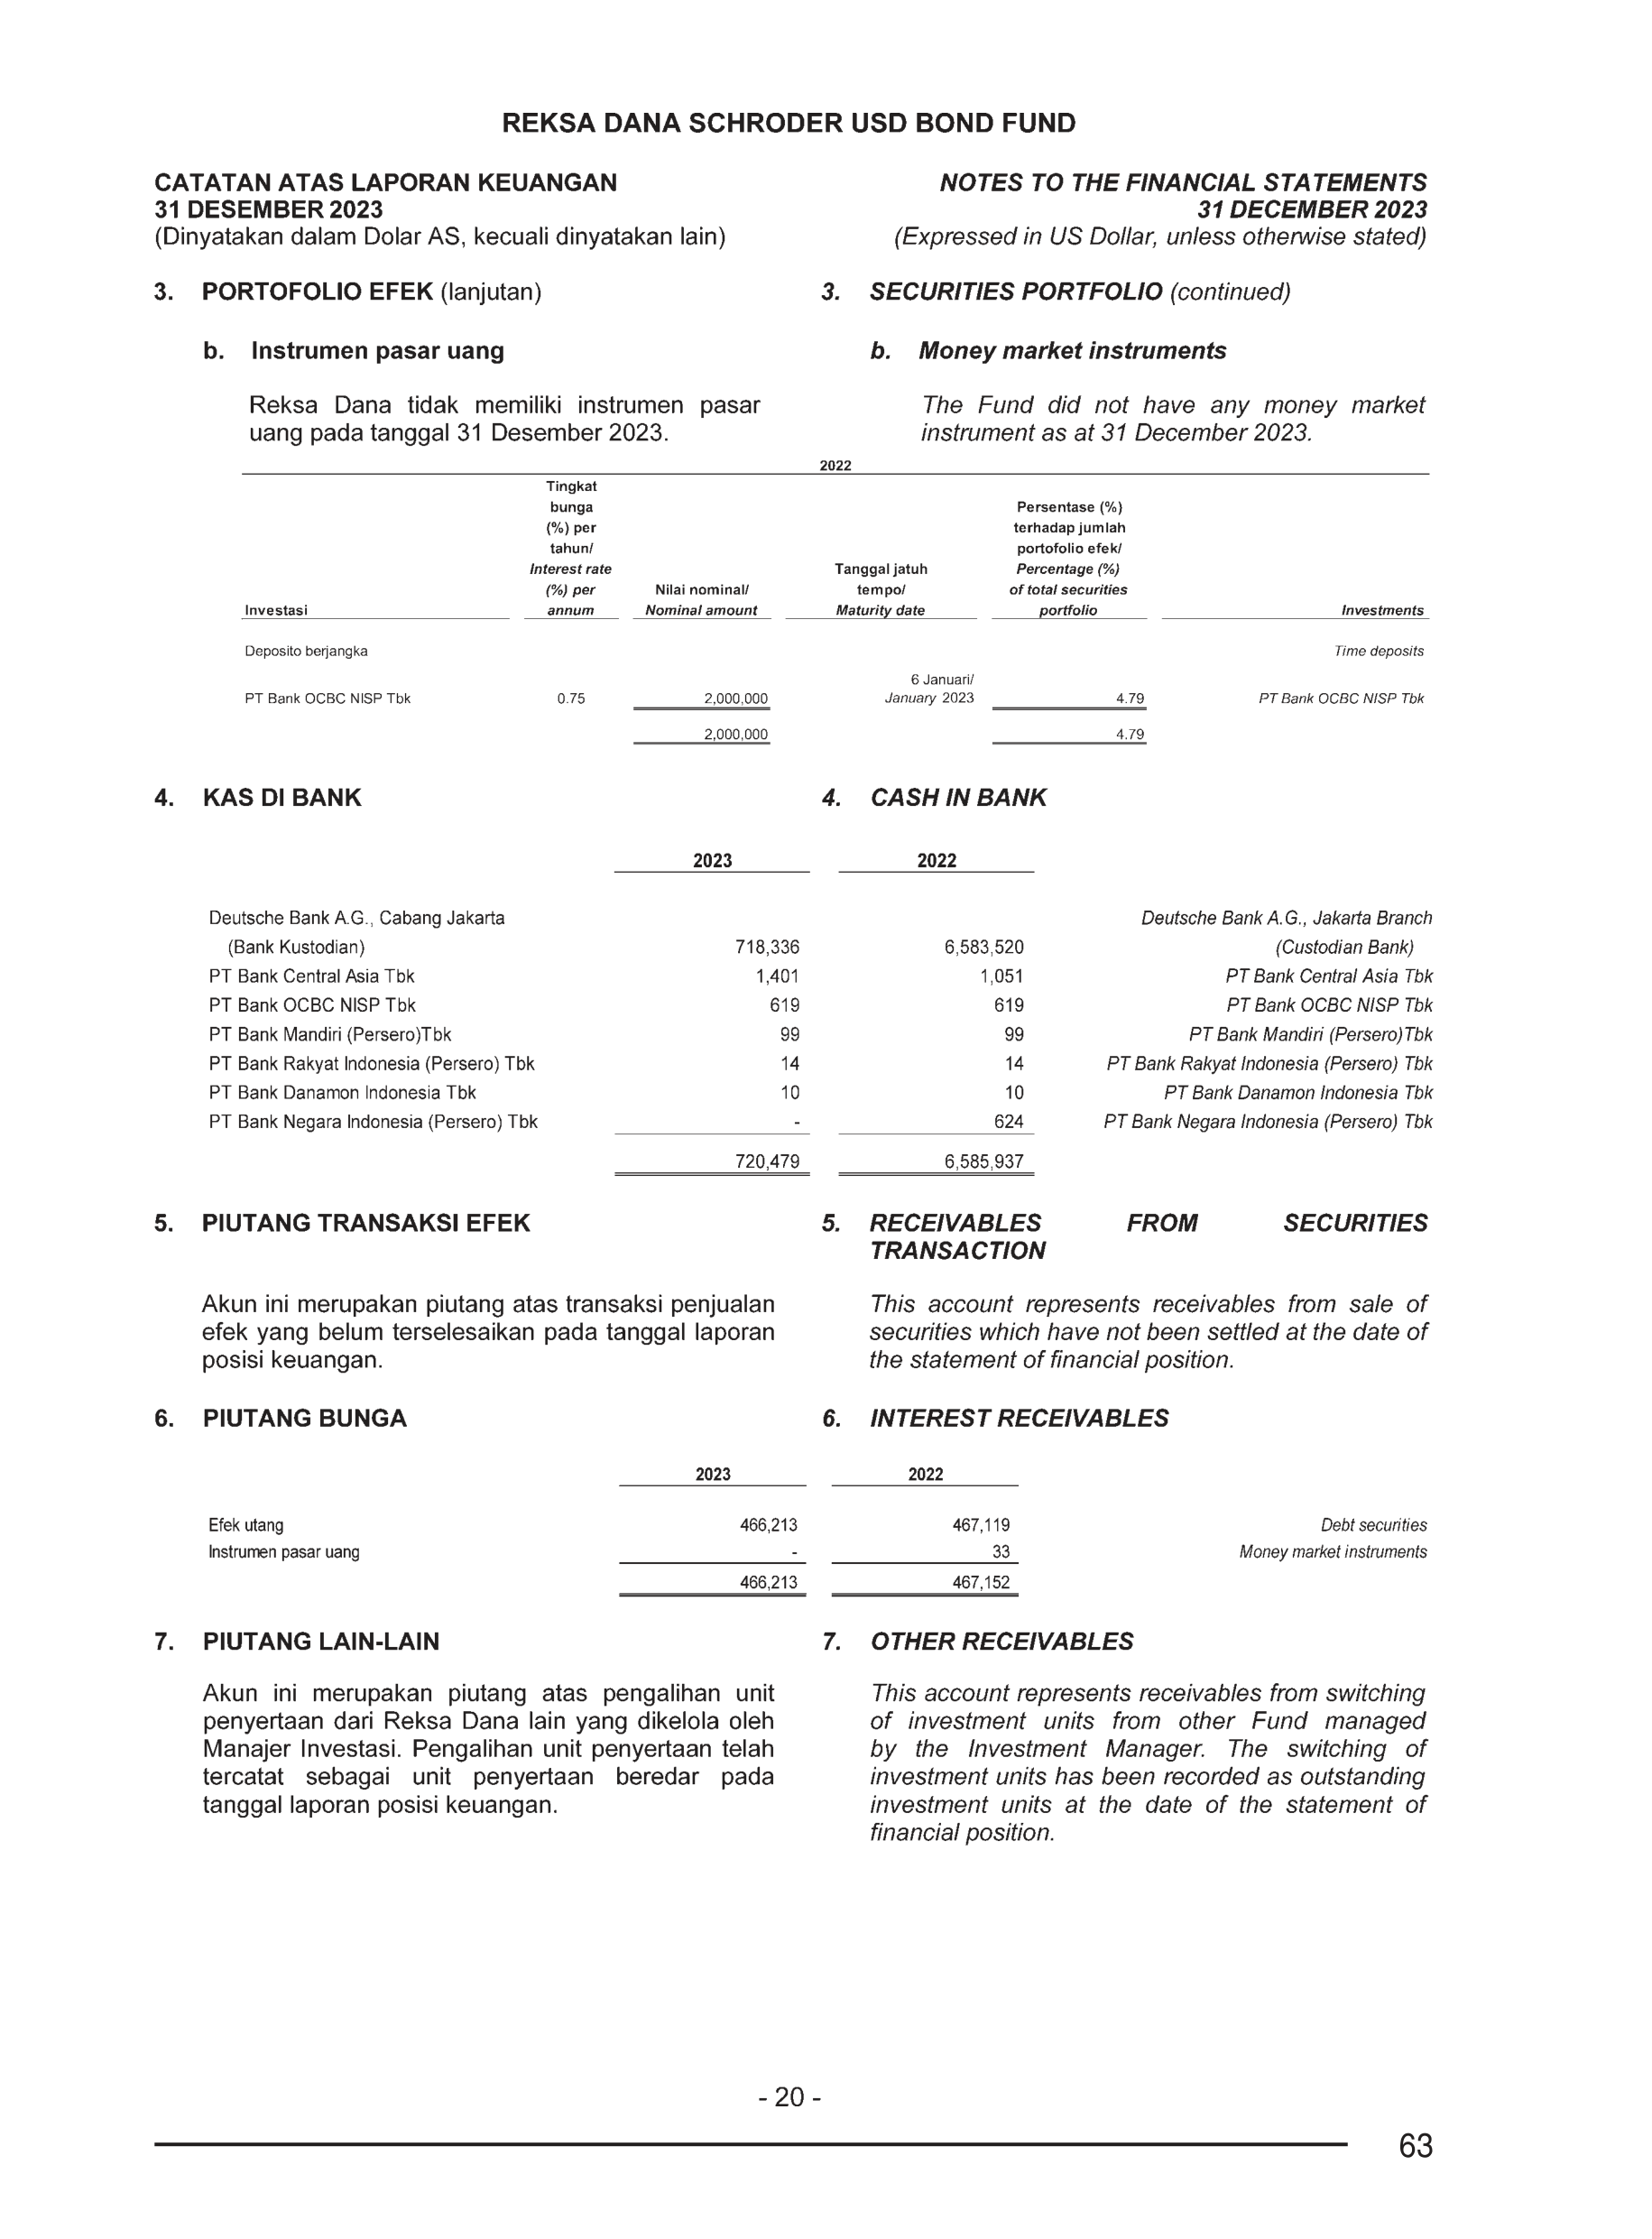 REKSA DANA SCHRODER USD BOND FUND
CATATAN ATAS LAPORAN KEUANGAN
31 DESEMBER 2023
(Dinyatakan dalam Dolar AS, kecuali dinyatakan lain)
NOTES TO THE FINANCIAL STATEMENTS
31 DECEMBER 2023
(Expressed in US Dollar, unless otherwise stated)
3. PORTOFOLIO EFEK (lanjutan)
3. SECURITIES PORTFOLIO (continued)
b. Instrumen pasar uang
b. Money market instruments
Reksa Dana tidak memiliki instrumen pasar
uang pada tanggal 31 Desember 2023.
The Fund did not have any money market
instrument as at 31 December 2023.
2022
Investasi
Tingkat
bunga
(%) per
tahun/
Interest rate
(%) per
annum
Nilai nominal/
Nominal amount
Tanggal jatuh
tempo/
Maturity date
Persentase (%)
terhadap jumlah
portofolio efek/
Percentage (%)
of total securities
portfolio
Investments
Deposito berjangka Time deposits
6 Januari/
PT Bank OCBC NISP Tbk 0.75 2,000,000 January 2023 4.79 PT Bank OCBC NISP Tbk
2,000,000 4.79
4. KAS DI BANK
4. CASH IN BANK
2023 2022
Deutsche Bank A.G., Cabang Jakarta Deutsche Bank A.G., Jakarta Branch
(Bank Kustodian) 718,336 6,583,520 (Custodian Bank)
PT Bank Central Asia Tbk 1,401 1,051 PT Bank Central Asia Tbk
PT Bank OCBC NISP Tbk 619 619 PT Bank OCBC NISP Tbk
PT Bank Mandiri (Persero)Tbk 99 99 PT Bank Mandiri (Persero)Tbk
PT Bank Rakyat Indonesia (Persero) Tbk 14 14 PT Bank Rakyat Indonesia (Persero) Tbk
PT Bank Danamon Indonesia Tbk 10 10 PT Bank Danamon Indonesia Tbk
PT Bank Negara Indonesia (Persero) Tbk - 624 PT Bank Negara Indonesia (Persero) Tbk
720,479 6,585,937
5. PIUTANG TRANSAKSI EFEK
5. RECEIVABLES FROM SECURITIES
TRANSACTION
Akun ini merupakan piutang atas transaksi penjualan
efek yang belum terselesaikan pada tanggal laporan
posisi keuangan.
This account represents receivables from sale of
securities which have not been settled at the date of
the statement of financial position.
6. PIUTANG BUNGA
6. INTEREST RECEIVABLES
2023 2022
Efek utang 466,213 467,119 Debt securities
Instrumen pasar uang - 33 Money market instruments
466,213 467,152
7. PIUTANG LAIN-LAIN
7. OTHER RECEIVABLES
Akun ini merupakan piutang atas pengalihan unit
penyertaan dari Reksa Dana lain yang dikelola oleh
Manajer Investasi. Pengalihan unit penyertaan telah
tercatat sebagai unit penyertaan beredar pada
tanggal laporan posisi keuangan.
This account represents receivables from switching
of investment units from other Fund managed
by the Investment Manager. The switching of
investment units has been recorded as outstanding
investment units at the date of the statement of
financial position.
- 20 -
63